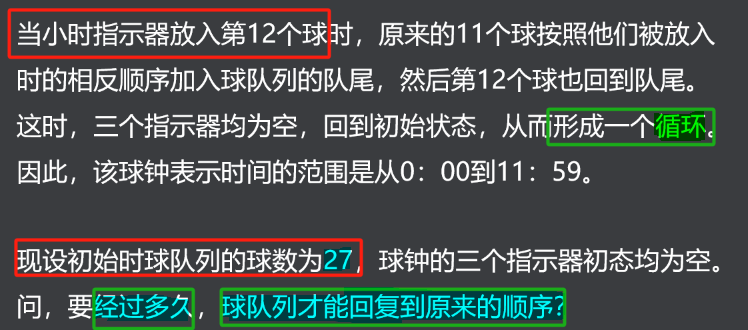 当小时指示器放入第12个球时，原来的11个球按照他们被放入
时的相反顺序加入球队列的队尾，然后第12个球也回到队尾。
这时，三个指示器均为空，回到初始状态，从而形成一个循环。
因此，该球钟表示时间的范围是从0：00到11：59。
现设初始时球队列的球数为27，球钟的三个指示器初态均为空。
问，要经过多久，球队列才能回复到原来的顺序?